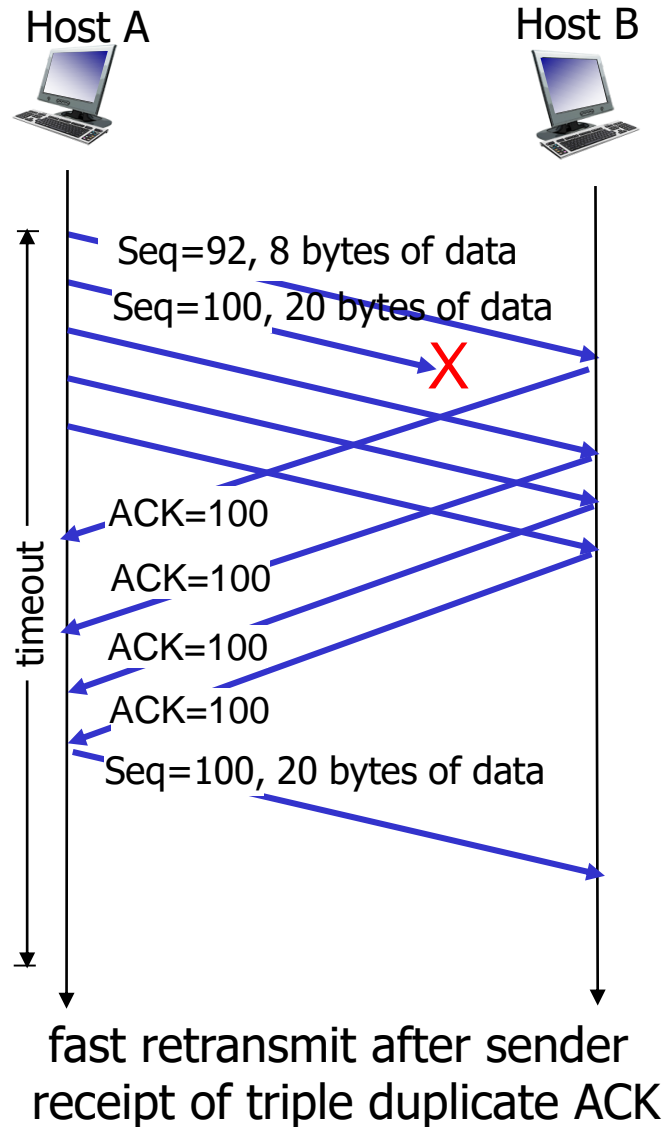 Host A
Host B
Seq=92, 8 bytes of data
Seq=100, 20 bytes of data
X
ACK=100
timeout
ACK=100
ACK=100
ACK=100
Seq=100, 20 bytes of data
fast retransmit after sender
receipt of triple duplicate ACK